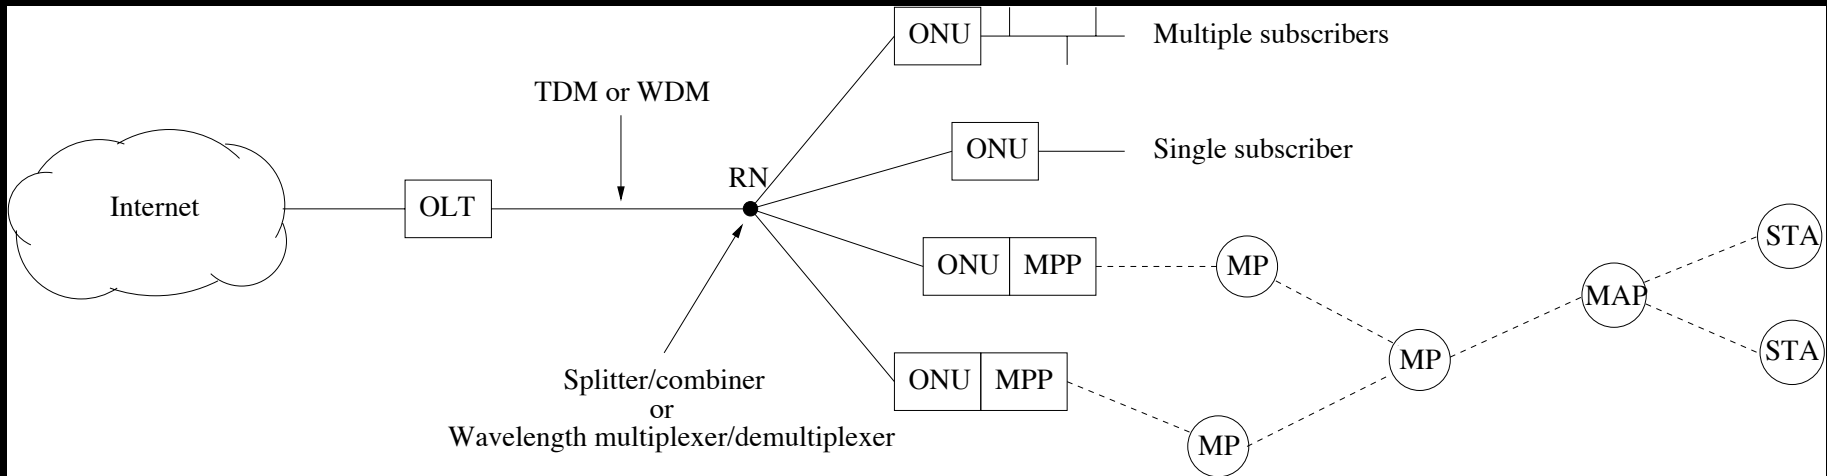 ONU
Multiple subscribers
TDM or WDM
ONU
Single subscriber
RN
Internet
OLT
STA
ONU
MPP
MP
MAP
STA
MP
Splitter/combiner
or
Wavelength multiplexer/demultiplexer
ONU
MPP
MP